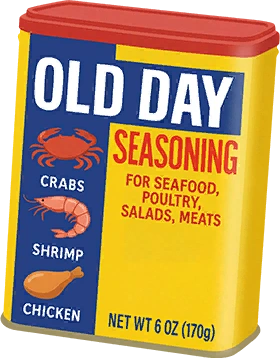 OLD DAY
SEASONING
FOR SEAFOOD,
POULTRY,
SALADS, MEATS
CRABS
SHRIMP
CHICKEN
NET WT 6 OZ (170g)